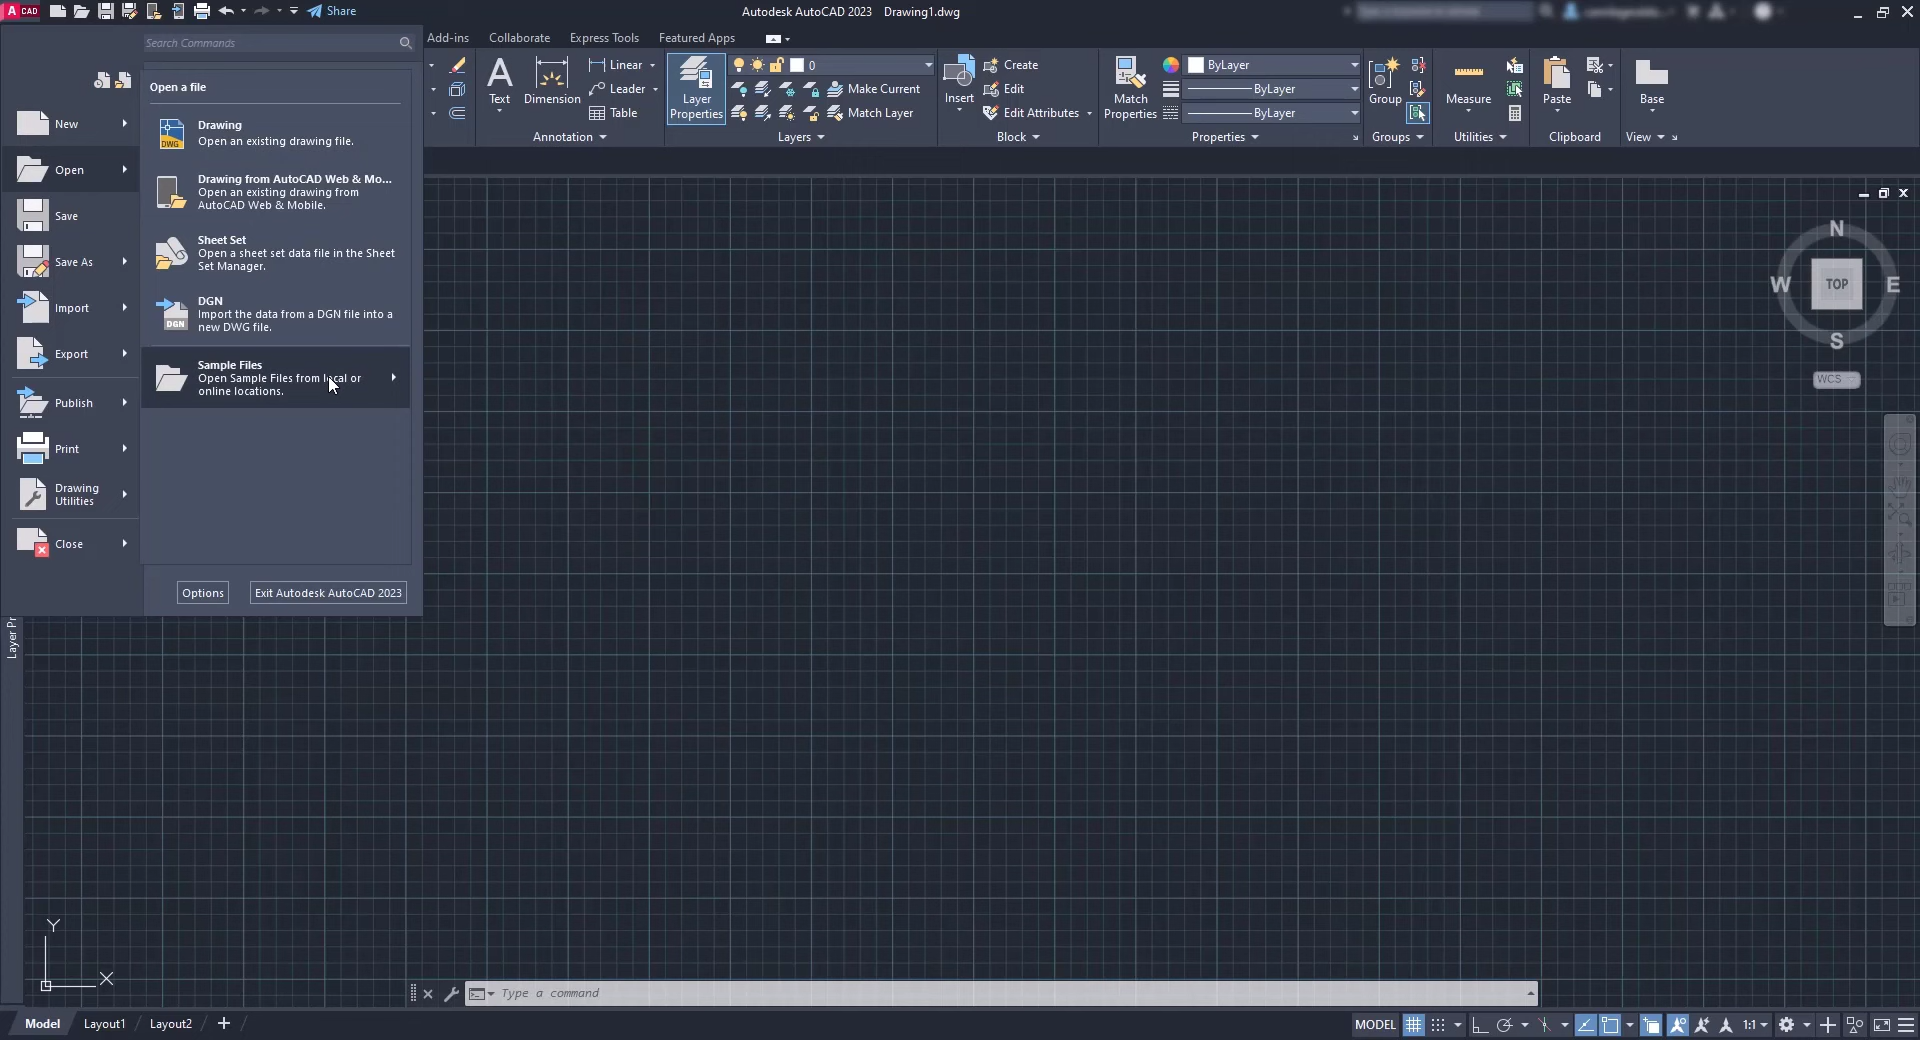 A CAD
Share
Autodesk AutoCAD 2023 Drawing1.dwg
Search Commands
Add-ins
Collaborate
Express Tools
Featured Apps
Open a file
Drawing
Open an existing drawing file.
Drawing from AutoCAD Web & Mo...
Open an existing drawing from
AutoCAD Web & Mobile.
Sheet Set
Open a sheet set data file in the Sheet
Set Manager.
DGN
Import the data from a DGN file into a
new DWG file.
Sample Files
Open Sample Files from local or
online locations.
DWG
DGN
New
Open
Save
Save As
Import
Export
Publish
Print
Drawing
Utilities
Close
Options
Exit Autodesk AutoCAD 2023
A
Text
Dimension
Linear
Leader
Table
Annotation
Layer
Properties
0
Make Current
Match Layer
Layers
Insert
Create
Edit
Edit Attributes
Block
Match
Properties
ByLayer
ByLayer
ByLayer
Properties
Group
Groups
Measure
Utilities
Paste
Clipboard
Base
View
N
W
TOP
E
S
WCS
Layer Pr
Y
X
Type a command
Model
Layout1
Layout2
MODEL
1:1